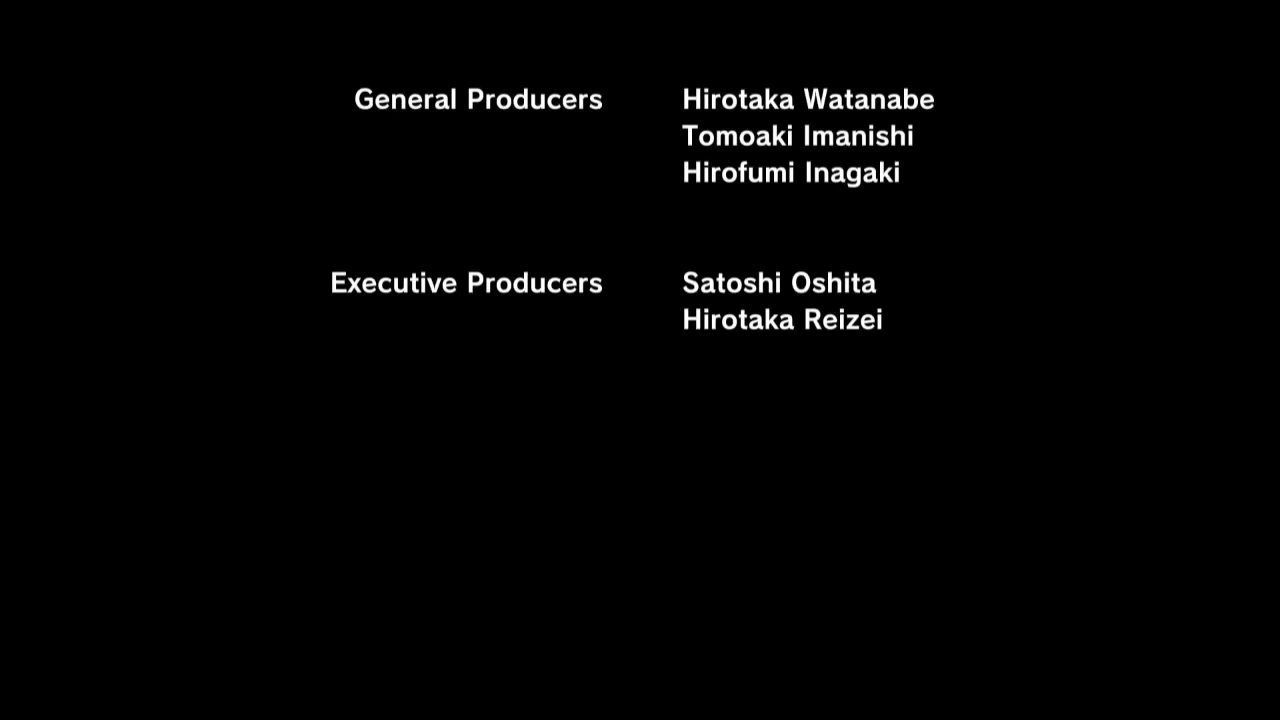 General Producers Hirotaka Watanabe
Tomoaki Imanishi
Hirofumi Inagaki
Executive Producers Satoshi Oshita
Hirotaka Reizei